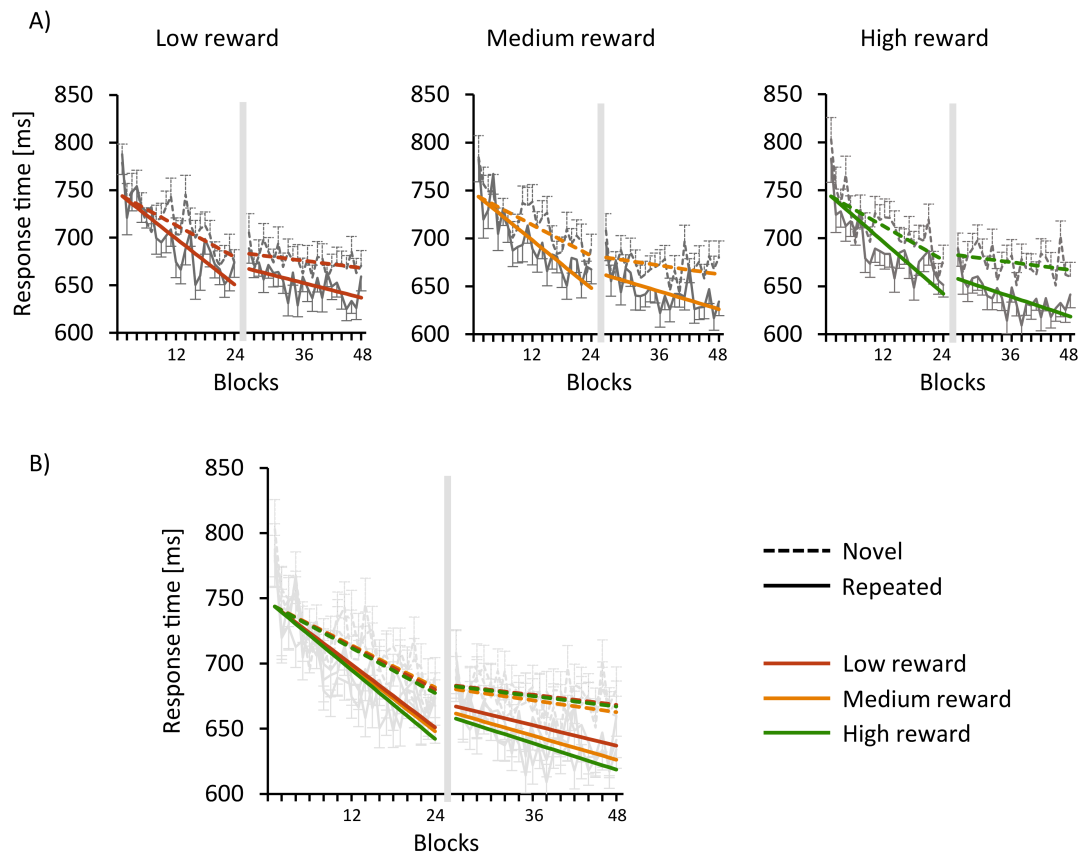 A)
Low reward
Medium reward
High reward
Response time [ms]
850
800
750
700
650
600
12
24
36
48
Blocks
850
800
750
700
650
600
12
24
36
48
Blocks
850
800
750
700
650
600
12
24
36
48
Blocks
B)
Response time [ms]
850
800
750
700
650
600
12
24
36
48
Blocks
Novel
Repeated
Low reward
Medium reward
High reward